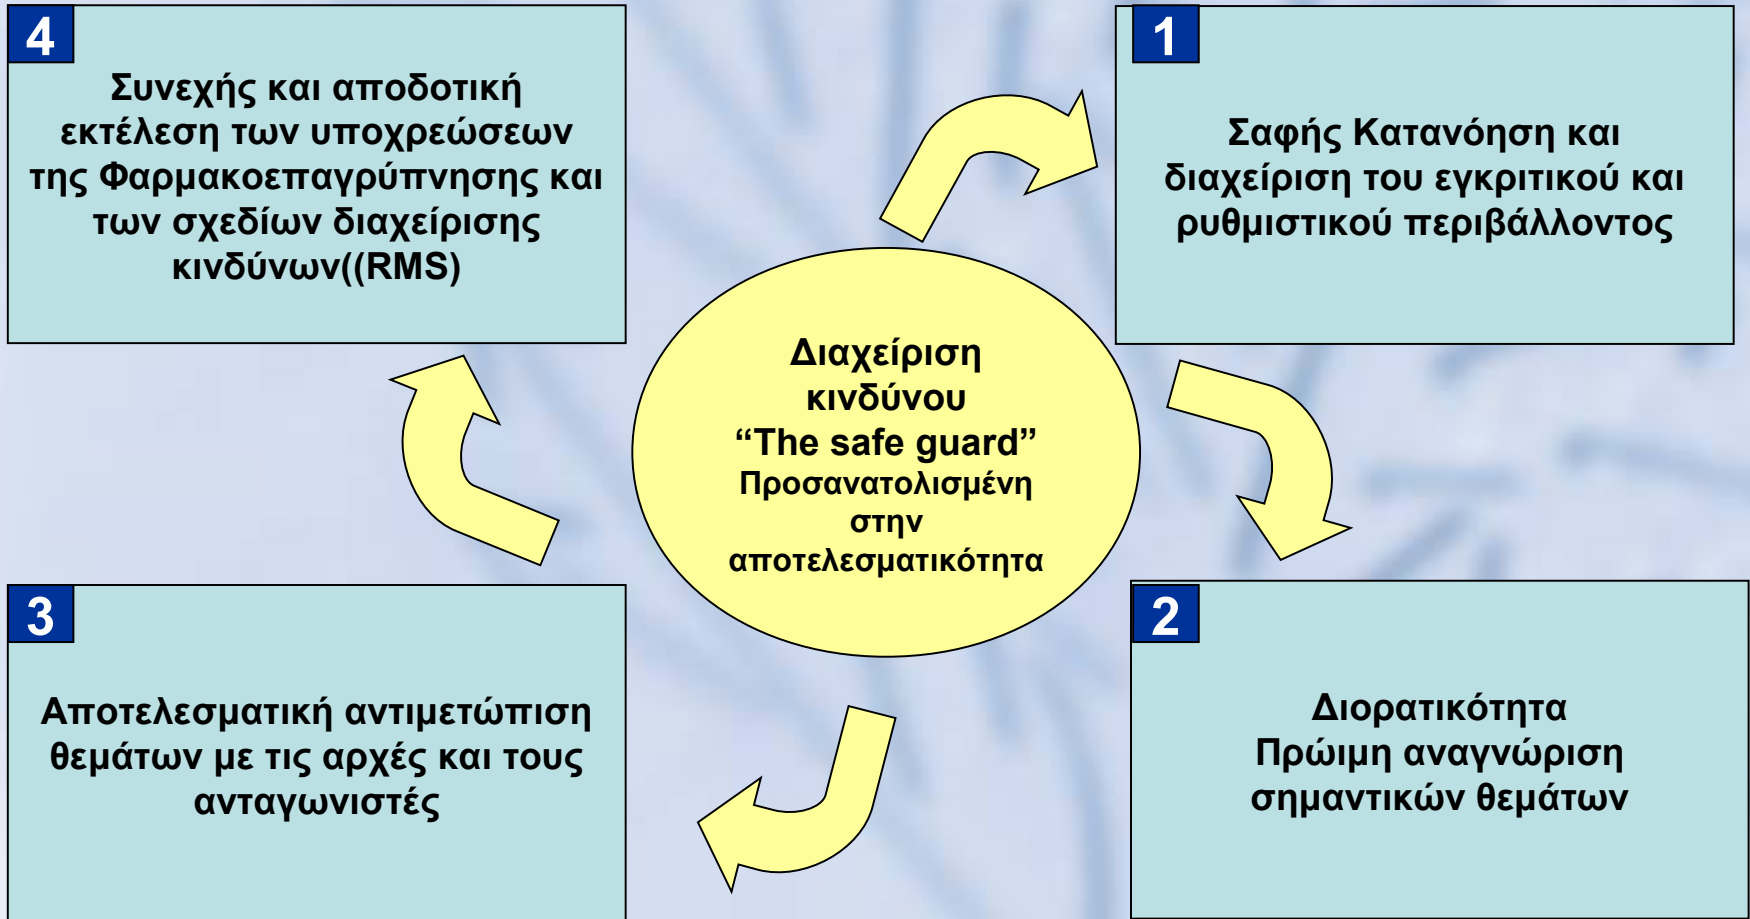 4
Συνεχής και αποδοτική
εκτέλεση των υποχρεώσεων
της Φαρμακοεπαγρύπνησης και
των σχεδίων διαχείρισης
κινδύνων((RMS)
1
Σαφής Κατανόηση και
διαχείριση του εγκριτικού και
ρυθμιστικού περιβάλλοντος
Διαχείριση
κινδύνου
“The safe guard”
Προσανατολισμένη
στην
αποτελεσματικότητα
3
Αποτελεσματική αντιμετώπιση
θεμάτων με τις αρχές και τους
ανταγωνιστές
2
Διορατικότητα
Πρώιμη αναγνώριση
σημαντικών θεμάτων